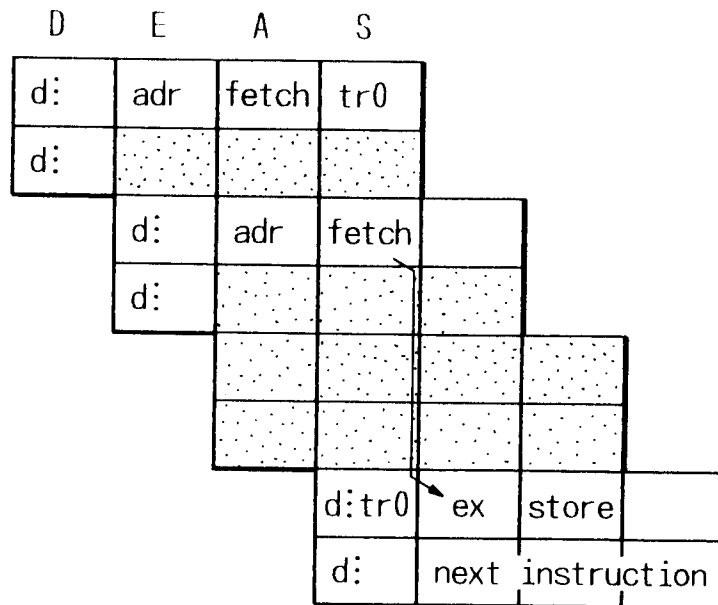 D E A S
d⋮ adr fetch tr0
d⋮
d⋮ adr fetch
d⋮
d⋮tr0 ex store
d⋮ next instruction